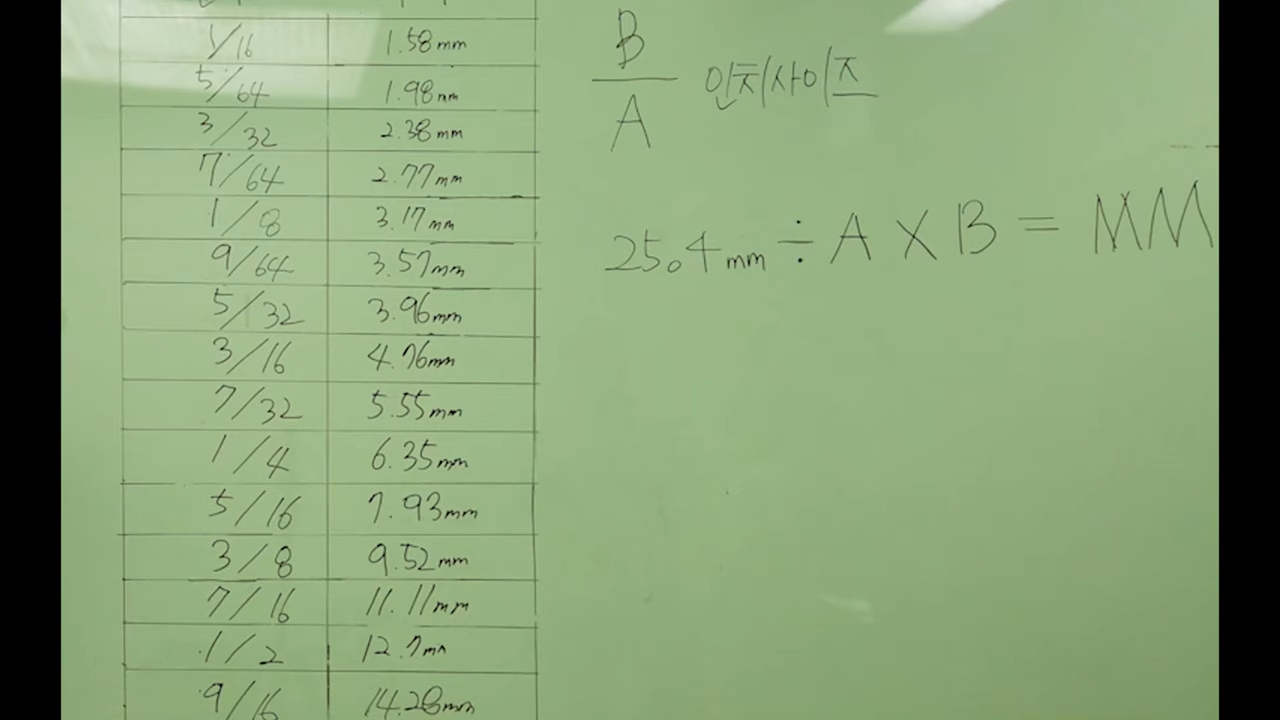 1/16 1.58mm
5/64 1.98mm
3/32 2.38mm
7/64 2.77mm
1/8 3.17mm
9/64 3.57mm
5/32 3.96mm
3/16 4.76mm
7/32 5.55mm
1/4 6.35mm
5/16 7.93mm
3/8 9.52mm
7/16 11.11mm
1/2 12.7mm
9/16 14.28mm
B
A
인치사이즈
25.4mm ÷ A X B = MM